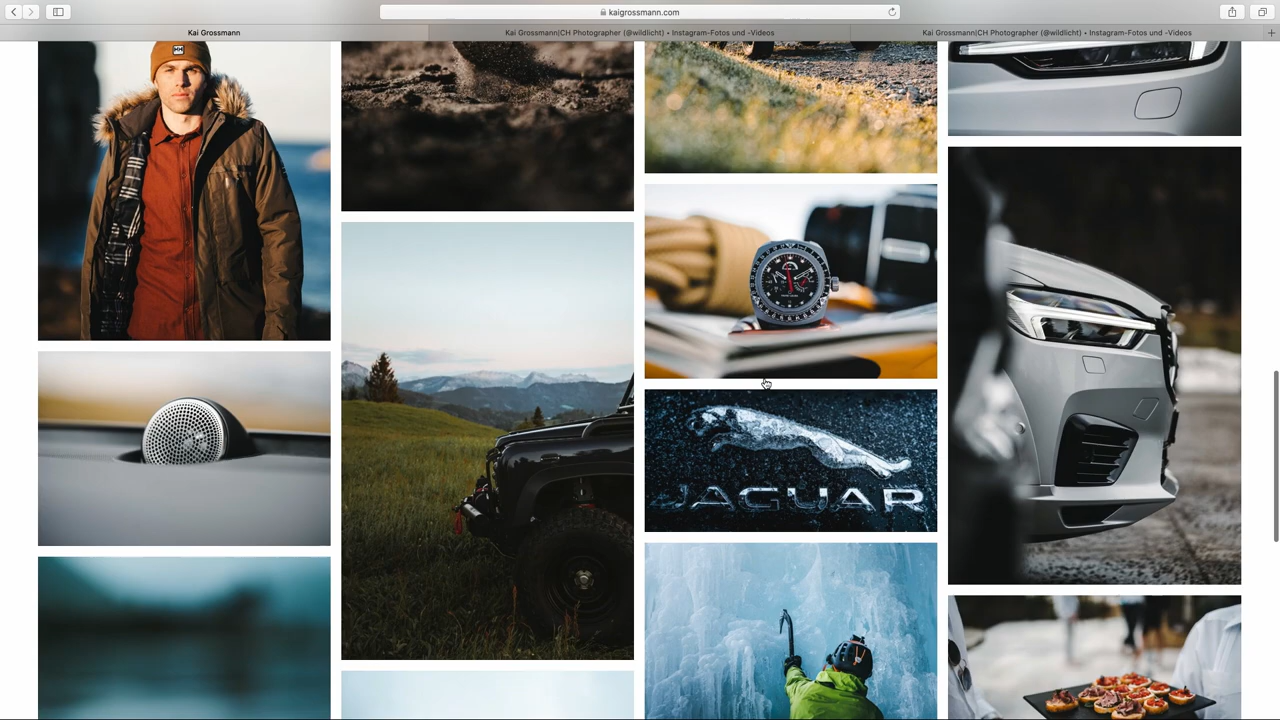 kaigrossmann.com
Kai Grossmann
Kai Grossmann|CH Photographer (@wildlicht) • Instagram-Fotos und -Videos
Kai Grossmann|CH Photographer (@wildlicht) • Instagram-Fotos und -Videos
HH
JAGUAR